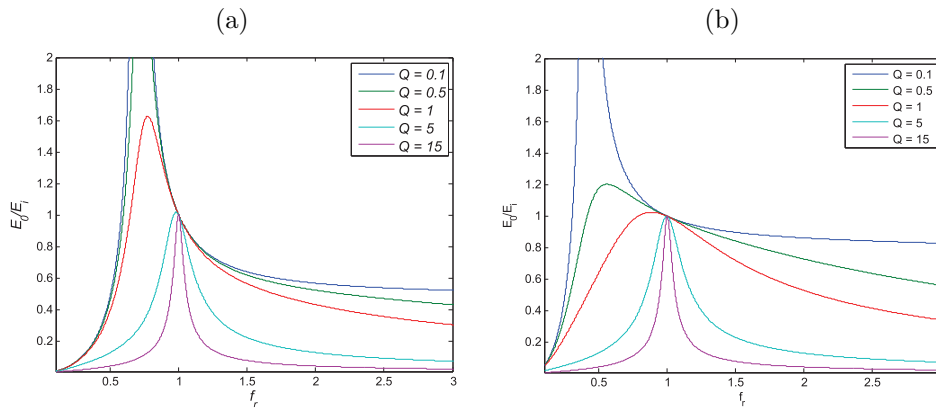 (a)
2
1.8
1.6
1.4
1.2
1
0.8
0.6
0.4
0.2
E₀/Eᵢ
0.5
1
1.5
2
2.5
3
fᵣ
Q = 0.1
Q = 0.5
Q = 1
Q = 5
Q = 15
(b)
2
1.8
1.6
1.4
1.2
1
0.8
0.6
0.4
0.2
E₀/Eᵢ
0.5
1
1.5
2
2.5
fᵣ
Q = 0.1
Q = 0.5
Q = 1
Q = 5
Q = 15